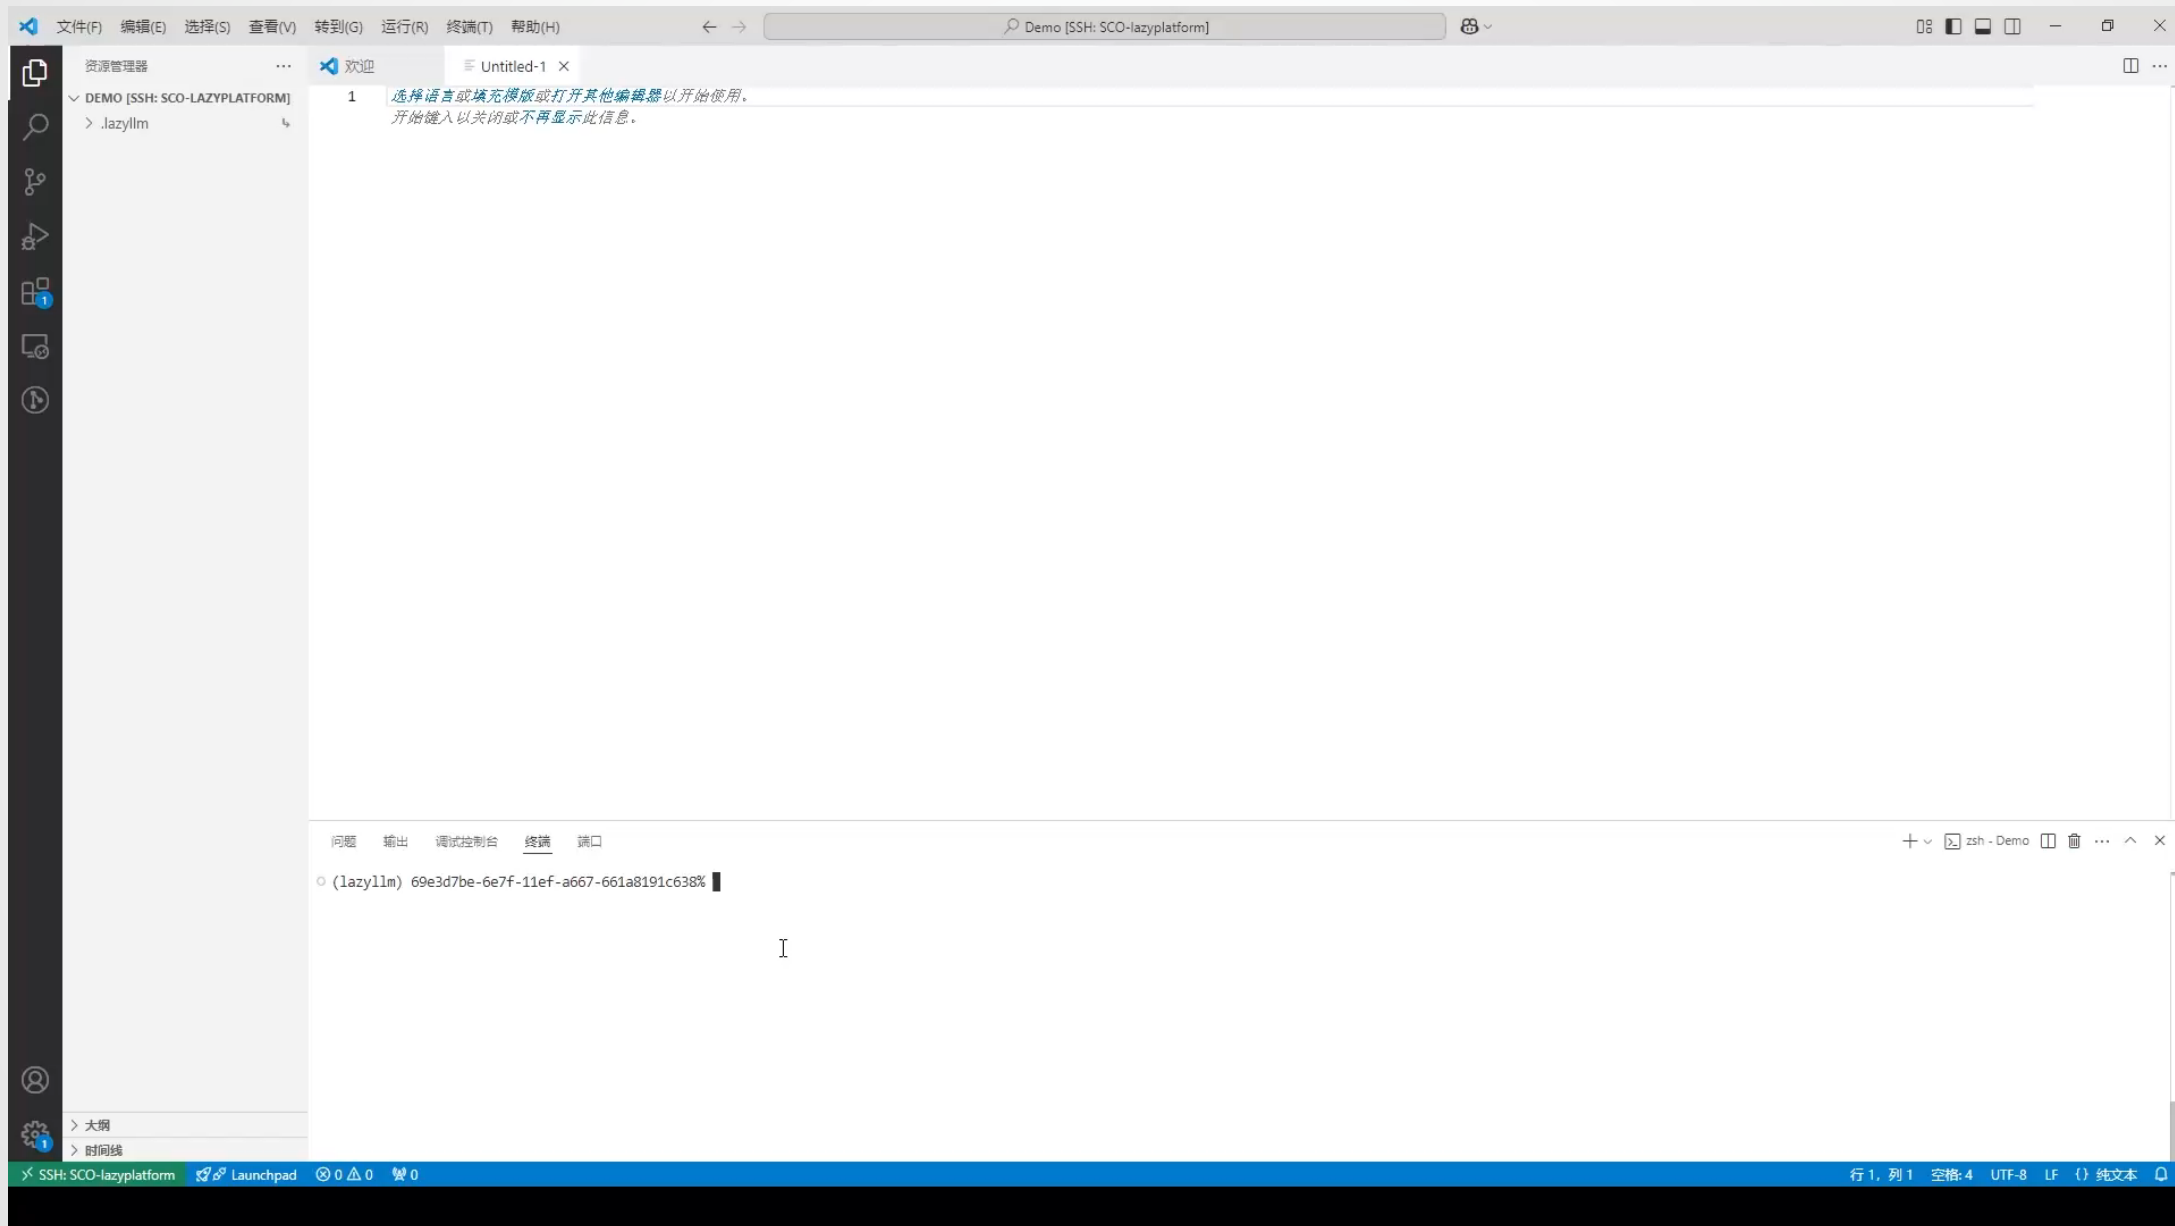 文件(F) 编辑(E) 选择(S) 查看(V) 转到(G) 运行(R) 终端(T) 帮助(H) Demo [SSH: SCO-lazyplatform]
资源管理器
欢迎 Untitled-1
DEMO [SSH: SCO-LAZYPLATFORM]
.lazyllm
1 选择语言或填充模版或打开其他编辑器以开始使用。
开始键入以关闭或不再显示此信息。
1
问题 输出 调试控制台 终端 端口 zsh - Demo
(lazyllm) 69e3d7be-6e7f-11ef-a667-661a8191c638%
大纲
1
时间线
SSH: SCO-lazyplatform Launchpad 0 0 0 行 1，列 1 空格: 4 UTF-8 LF {} 纯文本